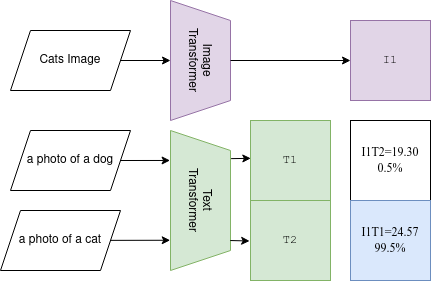 Cats Image
Image
Transformer
I1
a photo of a dog
T1
I1T2=19.30
0.5%
Text
Transformer
a photo of a cat
T2
I1T1=24.57
99.5%